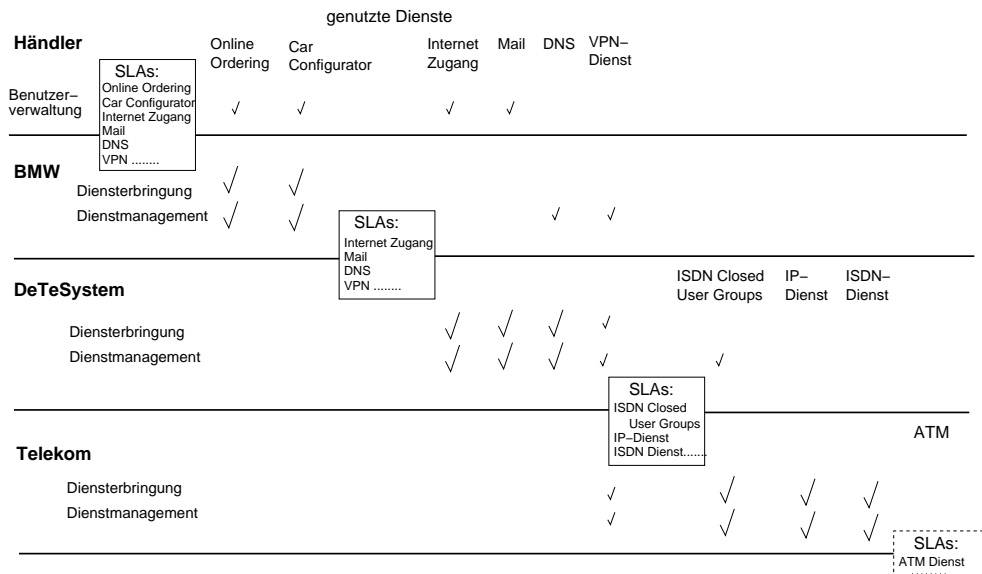 genutzte Dienste
Händler
Online Ordering
Car Configurator
Internet Zugang
Mail
DNS
VPN− Dienst
SLAs:
Online Ordering
Car Configurator
Internet Zugang
Mail
DNS
VPN ........
Benutzer−
verwaltung
BMW
Diensterbringung
Dienstmanagement
SLAs:
Internet Zugang
Mail
DNS
VPN ........
DeTeSystem
ISDN Closed
User Groups
IP−
Dienst
ISDN−
Dienst
Diensterbringung
Dienstmanagement
SLAs:
ISDN Closed
User Groups
IP−Dienst
ISDN Dienst.......
ATM
Telekom
Diensterbringung
Dienstmanagement
SLAs:
ATM Dienst
........